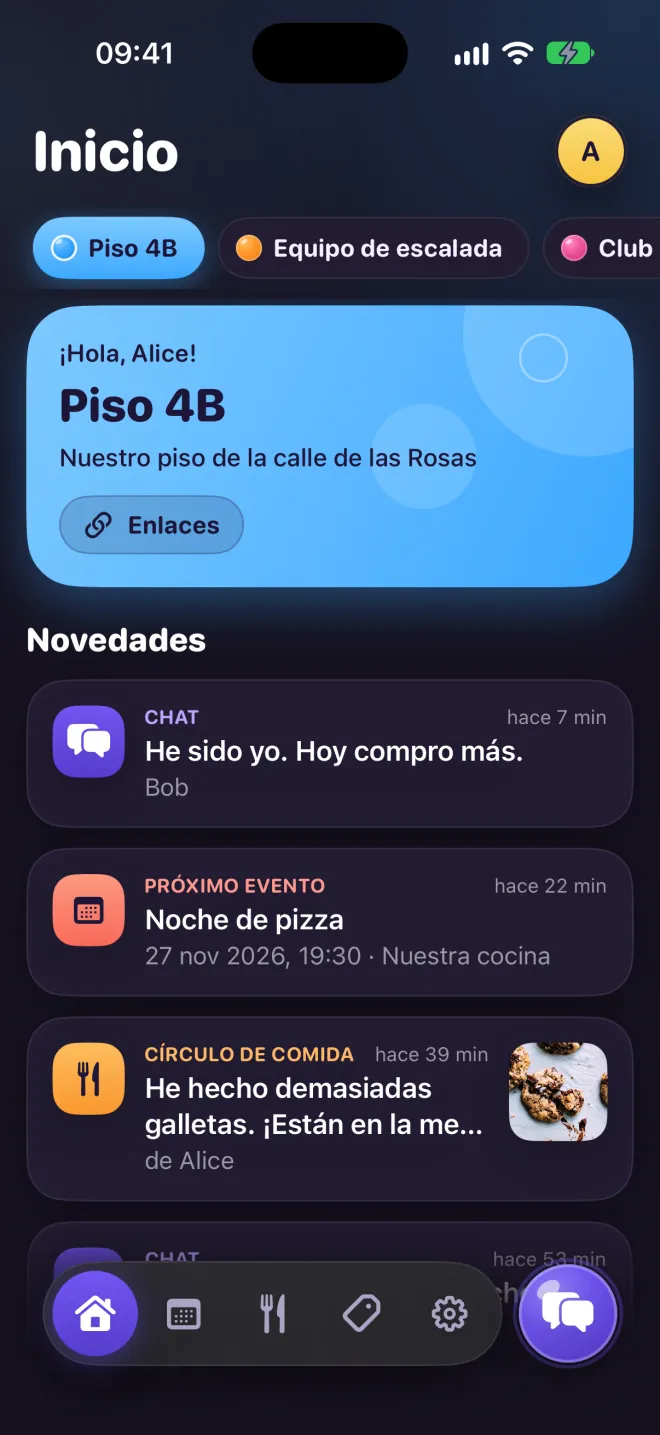 09:41
Inicio
A
Piso 4B
Equipo de escalada
Club
¡Hola, Alice!
Piso 4B
Nuestro piso de la calle de las Rosas
Enlaces
Novedades
CHAT
hace 7 min
He sido yo. Hoy compro más.
Bob
PRÓXIMO EVENTO
hace 22 min
Noche de pizza
27 nov 2026, 19:30 · Nuestra cocina
CÍRCULO DE COMIDA
hace 39 min
He hecho demasiadas
galletas. ¡Están en la me...
de Alice
CHAT
hace 53 min